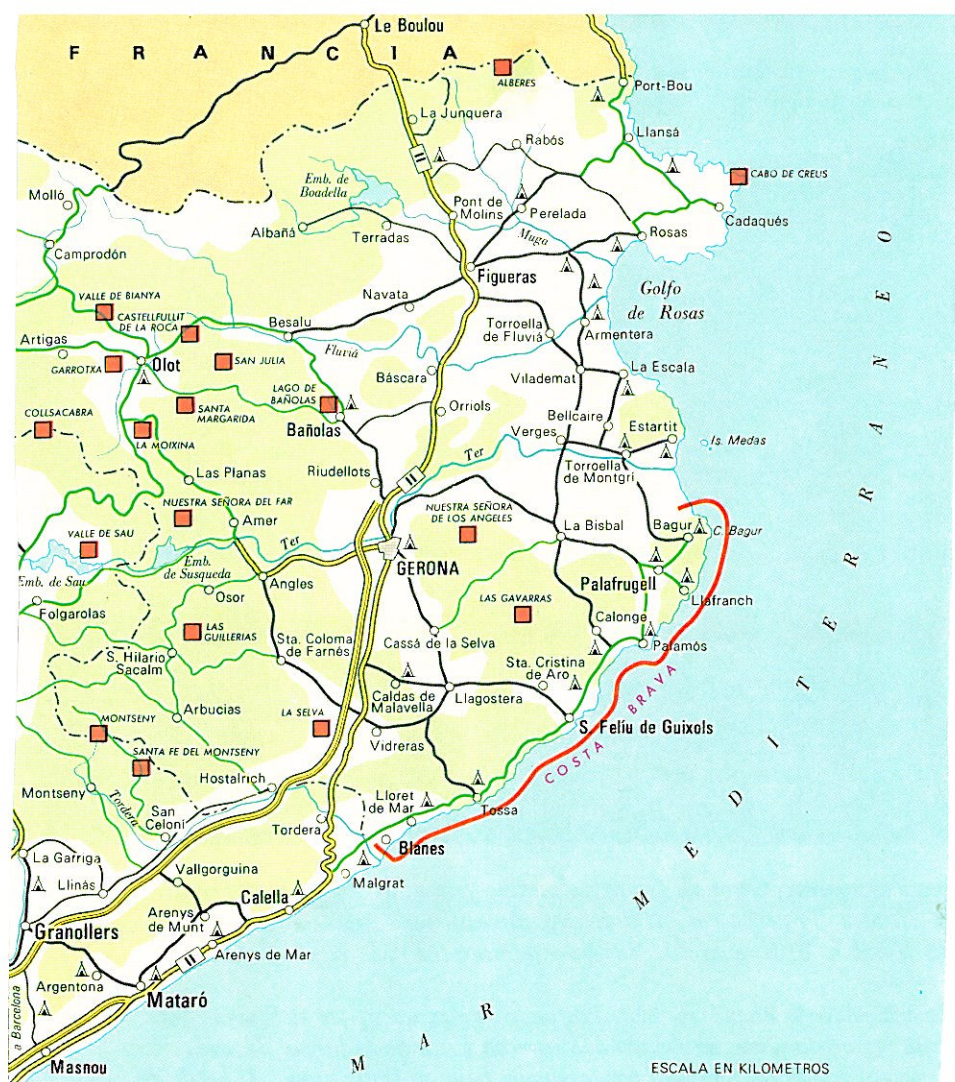 Le Boulou
FRANCIA
ALBERES
Port-Bou
La Junquera
Llansá
Rabós
CABO DE CREUS
Emb. de
Boadella
Molló
Pont de
Molins
Perelada
Cadaqués
Albañá
Terradas
Muga
Rosas
Camprodón
Figueras
Golfo
de Rosas
VALLE DE BIANYA
Navata
CASTELLFULLIT
DE LA ROCA
Besalu
Torroella
de Fluviá
Armentera
Artigas
Fluviá
GARROTXA
Olot
SAN JULIA
Báscara
Vilademat
La Escala
LAGO DE
BAÑOLAS
COLLSACABRA
SANTA
MARGARIDA
Orriols
Bellcaire
LA MOIXINA
Bañolas
Verges
Estartit
Is. Medas
Ter
Riudellots
Torroella
de Montgri
Las Planas
NUESTRA SEÑORA DEL FAR
NUESTRA SEÑORA
DE LOS ANGELES
Amer
La Bisbal
Bagur
C. Bagur
VALLE DE SAU
Ter
Emb.
de Susqueda
GERONA
Palafrugell
Emb. de Sau
Angles
Osor
Llafranch
Folgarolas
LAS GAVARRAS
Calonge
LAS
GUILLERIAS
Sta. Coloma
de Farnés
Cassá de la Selva
Palamós
S. Hilario
Sacalm
Sta. Cristina
de Aro
Caldas de
Malavella
Llagostera
Arbucias
MONTSENY
LA SELVA
S. Felíu de Guixols
COSTA BRAVA
Vidreras
SANTA FE DEL MONTSENY
Hostalrich
Montseny
Tordera
Lloret
de Mar
Tossa
San
Celoni
Tordera
Blanes
La Garriga
Vallgorguina
Malgrat
Llinás
Calella
Arenys
de Munt
Granollers
Arenys de Mar
II
II
II
Argentona
Mataró
a Barcelona
Masnou
MAR MEDITERRANEO
ESCALA EN KILOMETROS